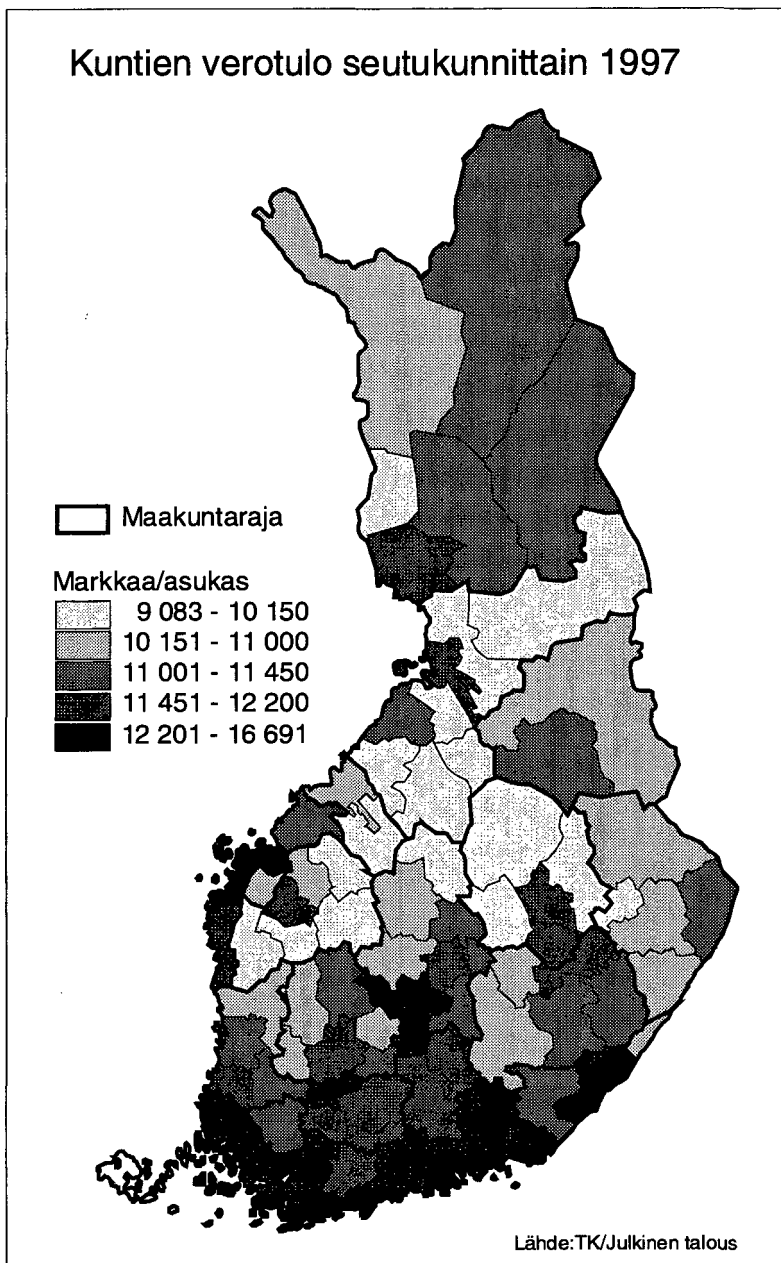 Kuntien verotulo seutukunnittain 1997
Maakuntaraja
Markkaa/asukas
9 083 - 10 150
10 151 - 11 000
11 001 - 11 450
11 451 - 12 200
12 201 - 16 691
Lähde:TK/Julkinen talous